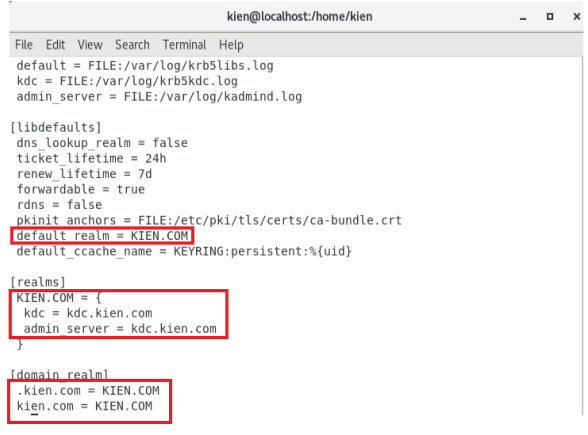 kien@localhost:/home/kien
File Edit View Search Terminal Help
default = FILE:/var/log/krb5libs.log
kdc = FILE:/var/log/krb5kdc.log
admin_server = FILE:/var/log/kadmind.log
[libdefaults]
dns_lookup_realm = false
ticket_lifetime = 24h
renew_lifetime = 7d
forwardable = true
rdns = false
pkinit_anchors = FILE:/etc/pki/tls/certs/ca-bundle.crt
default_realm = KIEN.COM
default_ccache_name = KEYRING:persistent:%{uid}
[realms]
KIEN.COM = {
kdc = kdc.kien.com
admin_server = kdc.kien.com
}
[domain_realm]
.kien.com = KIEN.COM
kien.com = KIEN.COM